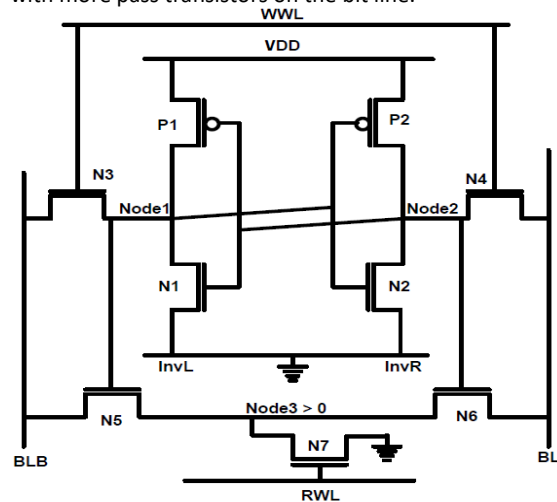 with more pass transistors on the bit line.
WWL
VDD
P1
P2
N3
N4
Node1
Node2
N1
N2
InvL
InvR
N5
Node3 > 0
N6
N7
BLB
BL
RWL